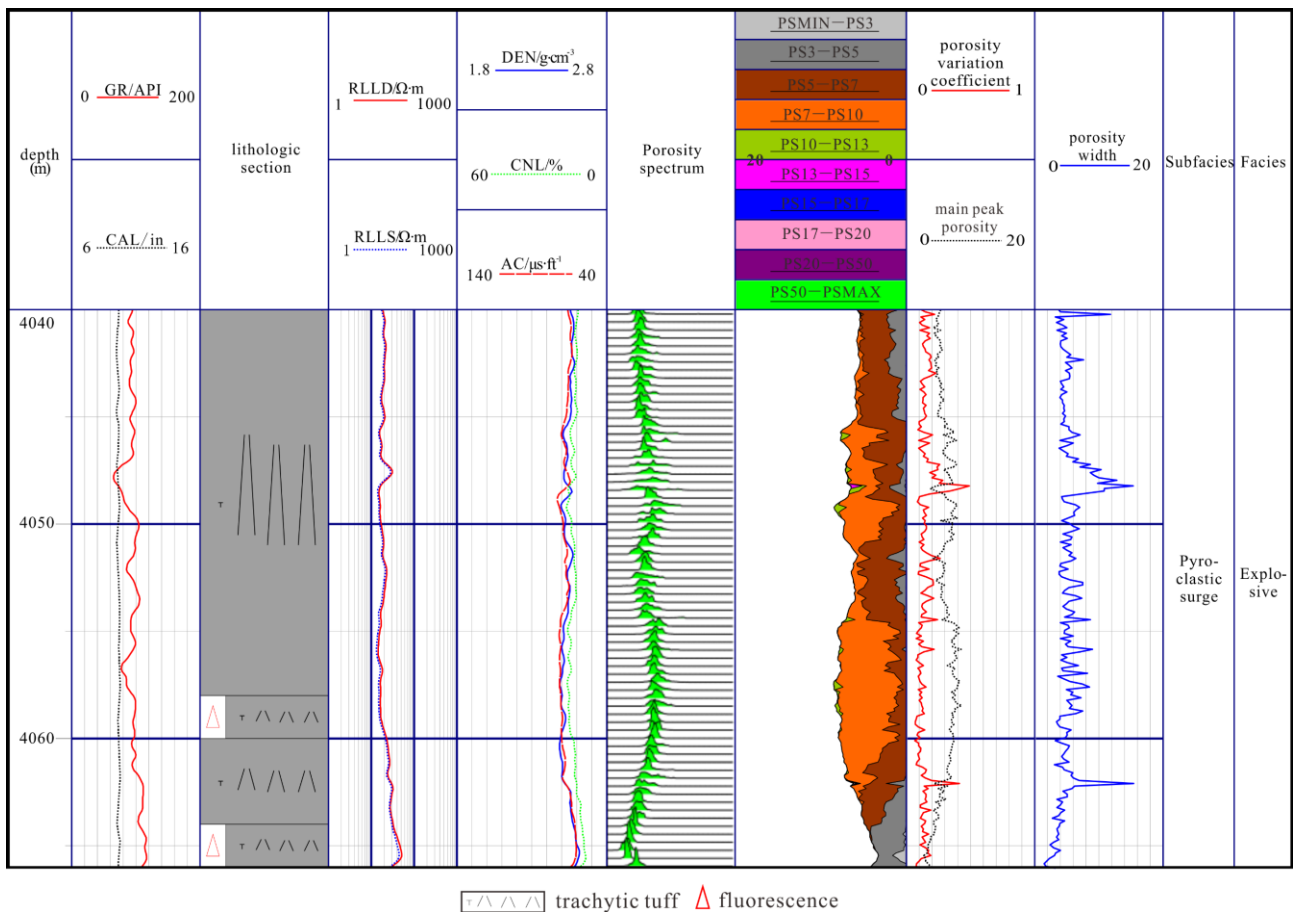 depth
(m)
GR/API
0 200
CAL/in
6 16
lithologic
section
RLLD/Ω·m
1 1000
RLLS/Ω·m
1 1000
DEN/g·cm⁻³
1.8 2.8
CNL/%
60 0
AC/μs·ft⁻¹
140 40
Porosity
spectrum
PSMIN—PS3
PS3—PS5
PS5—PS7
PS7—PS10
PS10—PS13
20 0
PS13—PS15
PS15—PS17
PS17—PS20
PS20—PS50
PS50—PSMAX
porosity
variation
coefficient
0 1
main peak
porosity
0 20
porosity
width
0 20
Subfacies
Facies
4040
4050
4060
T
T
T
T
Pyro-
clastic
surge
Explo-
sive
T
trachytic tuff
fluorescence